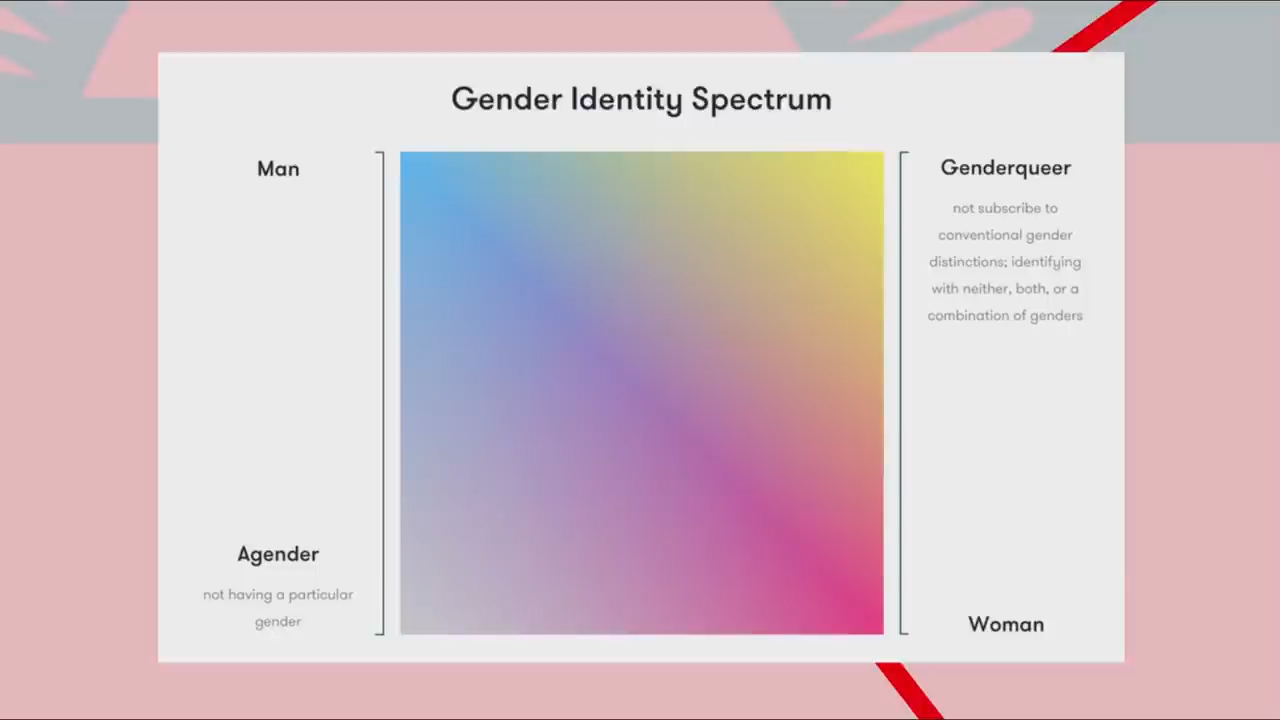 Gender Identity Spectrum
Man
Agender
not having a particular
gender
Genderqueer
not subscribe to
conventional gender
distinctions; identifying
with neither, both, or a
combination of genders
Woman